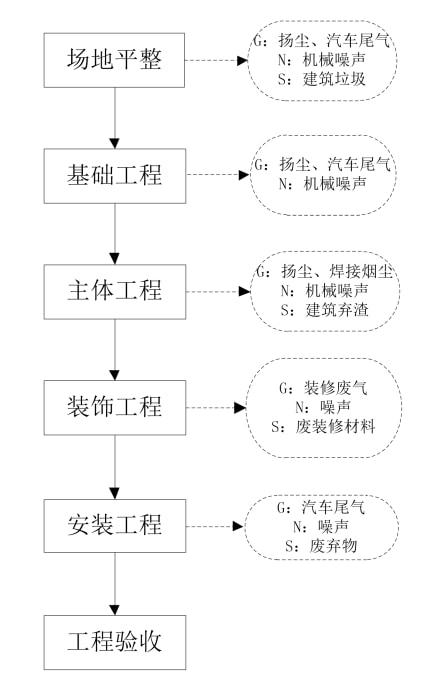 场地平整
G: 扬尘、汽车尾气
N: 机械噪声
S: 建筑垃圾
基础工程
G: 扬尘、汽车尾气
N: 机械噪声
主体工程
G: 扬尘、焊接烟尘
N: 机械噪声
S: 建筑弃渣
装饰工程
G: 装修废气
N: 噪声
S: 废装修材料
安装工程
G: 汽车尾气
N: 噪声
S: 废弃物
工程验收